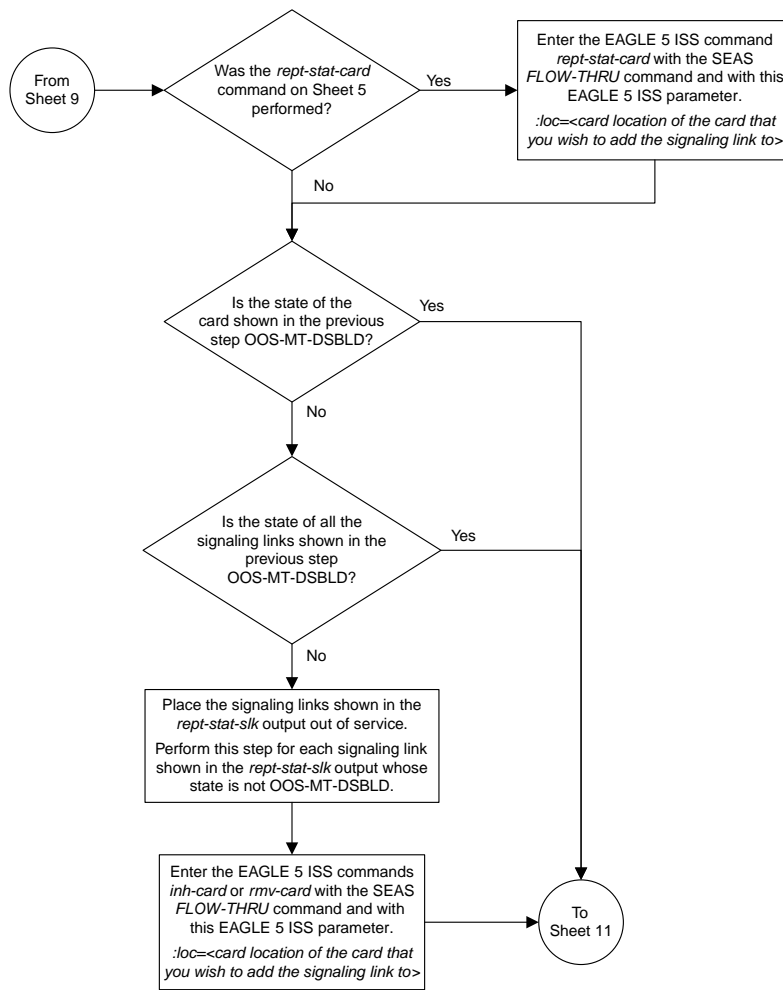 From
Sheet 9
Was the rept-stat-card
command on Sheet 5
performed?
Yes
Enter the EAGLE 5 ISS command
rept-stat-card with the SEAS
FLOW-THRU command and with this
EAGLE 5 ISS parameter.
:loc=<card location of the card that
you wish to add the signaling link to>
No
Is the state of the
card shown in the previous
step OOS-MT-DSBLD?
Yes
No
Is the state of all the
signaling links shown in the
previous step
OOS-MT-DSBLD?
Yes
No
Place the signaling links shown in the
rept-stat-slk output out of service.
Perform this step for each signaling link
shown in the rept-stat-slk output whose
state is not OOS-MT-DSBLD.
Enter the EAGLE 5 ISS commands
inh-card or rmv-card with the SEAS
FLOW-THRU command and with
this EAGLE 5 ISS parameter.
:loc=<card location of the card that
you wish to add the signaling link to>
To
Sheet 11